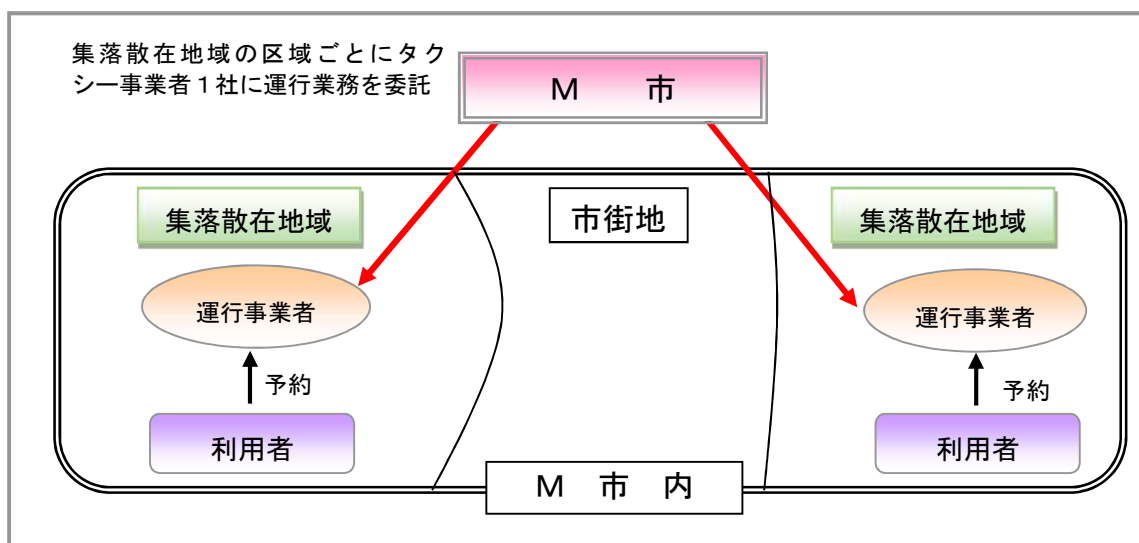 集落散在地域の区域ごとにタク
シー事業者１社に運行業務を委託
Ｍ　市
集落散在地域
市街地
集落散在地域
運行事業者
運行事業者
予約
予約
利用者
利用者
Ｍ　市　内